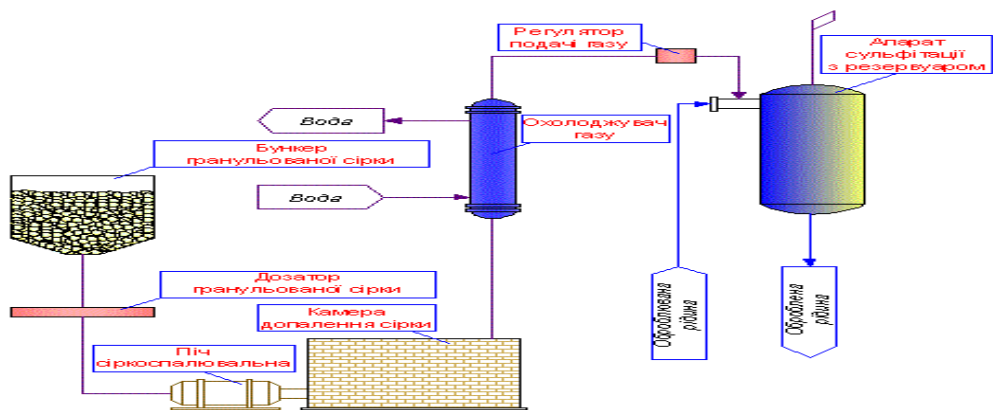 Регулятор
подачі газу
Апарат
сульфітації
з резервуаром
Вода
Охолоджувач
газу
Бункер
гранульованої сірки
Вода
Дозатор
гранульованої сірки
Камера
допалення сірки
Піч
сіркоспалювальна
Оброблювана
рідина
Оброблена
рідина